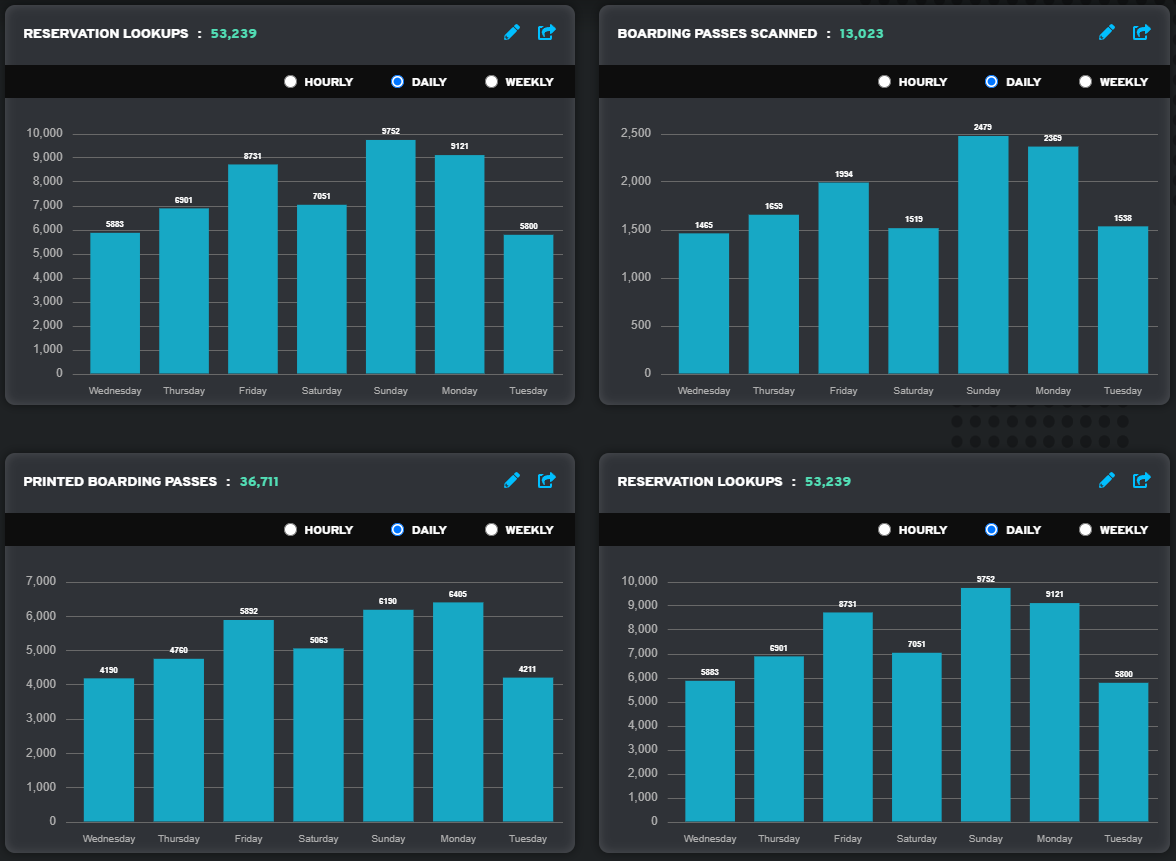 RESERVATION LOOKUPS : 53,239
HOURLY DAILY WEEKLY
10,000
9,000
8,000
7,000
6,000
5,000
4,000
3,000
2,000
1,000
0
5883 6901 8731 7051 9752 9121 5800
Wednesday Thursday Friday Saturday Sunday Monday Tuesday
BOARDING PASSES SCANNED : 13,023
HOURLY DAILY WEEKLY
2,500
2,000
1,500
1,000
500
0
1465 1659 1994 1519 2479 2369 1538
Wednesday Thursday Friday Saturday Sunday Monday Tuesday
PRINTED BOARDING PASSES : 36,711
HOURLY DAILY WEEKLY
7,000
6,000
5,000
4,000
3,000
2,000
1,000
0
4190 4760 5892 5063 6190 6405 4211
Wednesday Thursday Friday Saturday Sunday Monday Tuesday
RESERVATION LOOKUPS : 53,239
HOURLY DAILY WEEKLY
10,000
9,000
8,000
7,000
6,000
5,000
4,000
3,000
2,000
1,000
0
5883 6901 8731 7051 9752 9121 5800
Wednesday Thursday Friday Saturday Sunday Monday Tuesday